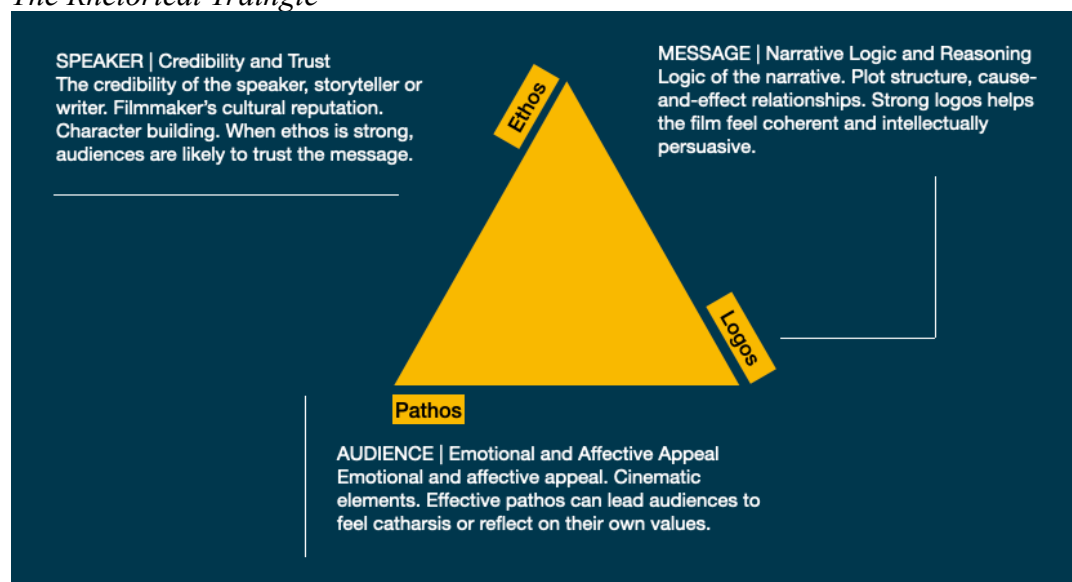 The Rhetorical Traingle
SPEAKER | Credibility and Trust
The credibility of the speaker, storyteller or
writer. Filmmaker's cultural reputation.
Character building. When ethos is strong,
audiences are likely to trust the message.
Ethos
MESSAGE | Narrative Logic and Reasoning
Logic of the narrative. Plot structure, cause-
and-effect relationships. Strong logos helps
the film feel coherent and intellectually
persuasive.
Logos
Pathos
AUDIENCE | Emotional and Affective Appeal
Emotional and affective appeal. Cinematic
elements. Effective pathos can lead audiences to
feel catharsis or reflect on their own values.